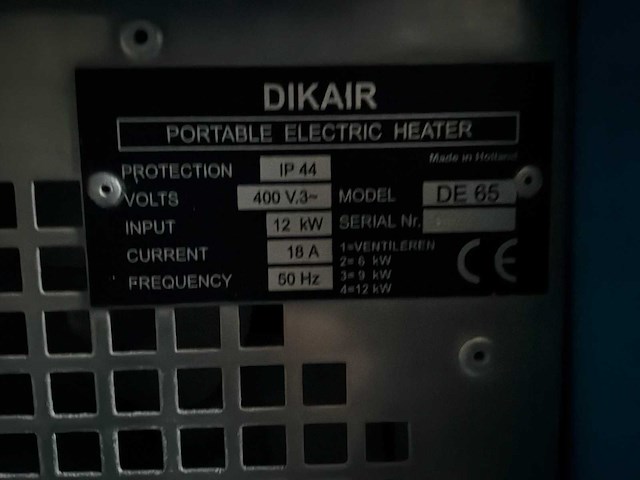 DIKAIR
PORTABLE ELECTRIC HEATER
Made in Holland
PROTECTION IP 44
VOLTS 400 V.3~ MODEL DE 65
INPUT 12 kW SERIAL Nr.
CURRENT 18 A 1=VENTILEREN
2= 6 kW
FREQUENCY 50 Hz 3= 9 kW
4=12 kW
CE